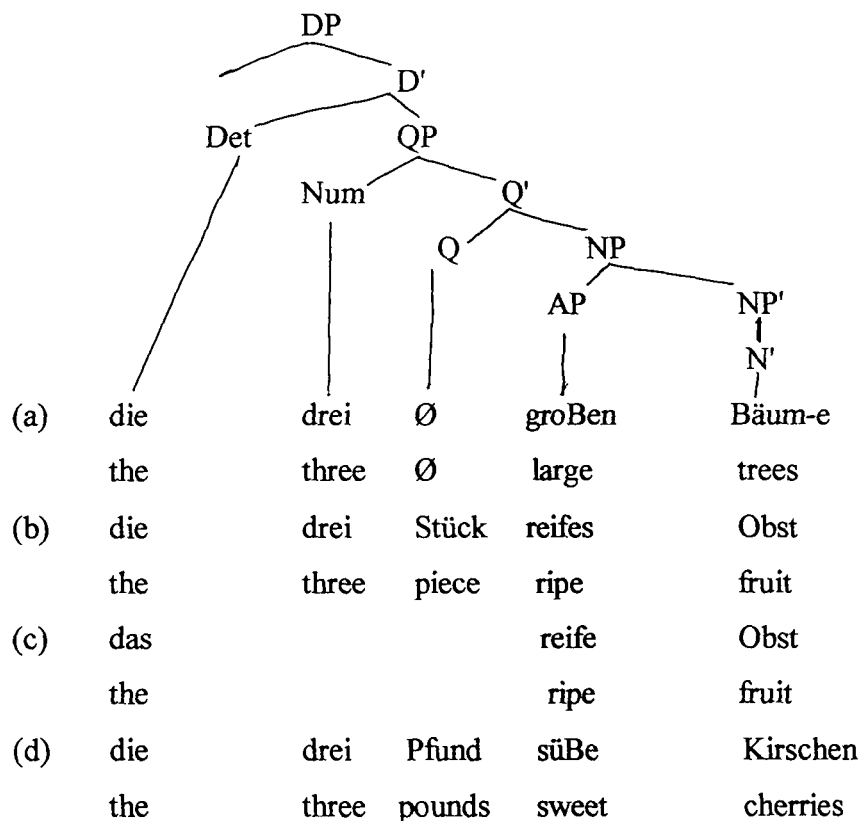 DP
D'
Det QP
Num Q'
Q NP
AP NP'
N'
(a) die drei Ø groBen Bäum-e
the three Ø large trees
(b) die drei Stück reifes Obst
the three piece ripe fruit
(c) das reife Obst
the ripe fruit
(d) die drei Pfund süBe Kirschen
the three pounds sweet cherries